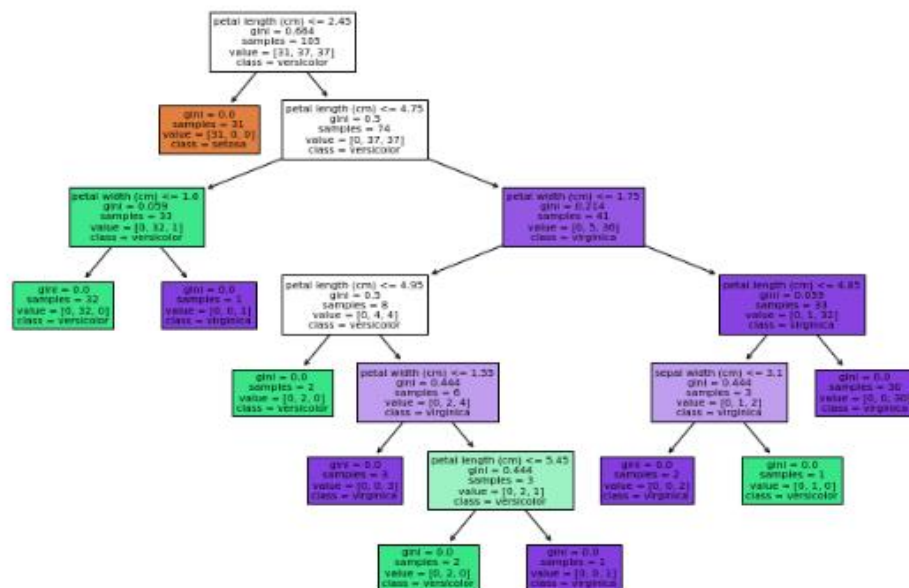 petal length (cm) <= 2.45
gini = 0.664
samples = 105
value = [31, 37, 37]
class = versicolor
gini = 0.0
samples = 31
value = [31, 0, 0]
class = setosa
petal length (cm) <= 4.75
gini = 0.5
samples = 74
value = [0, 37, 37]
class = versicolor
petal width (cm) <= 1.6
gini = 0.059
samples = 33
value = [0, 32, 1]
class = versicolor
petal width (cm) <= 1.75
gini = 0.214
samples = 41
value = [0, 5, 36]
class = virginica
gini = 0.0
samples = 32
value = [0, 32, 0]
class = versicolor
gini = 0.0
samples = 1
value = [0, 0, 1]
class = virginica
petal length (cm) <= 4.95
gini = 0.5
samples = 8
value = [0, 4, 4]
class = versicolor
petal length (cm) <= 4.85
gini = 0.059
samples = 33
value = [0, 1, 32]
class = virginica
gini = 0.0
samples = 2
value = [0, 2, 0]
class = versicolor
petal width (cm) <= 1.55
gini = 0.444
samples = 6
value = [0, 2, 4]
class = virginica
sepal width (cm) <= 3.1
gini = 0.444
samples = 3
value = [0, 1, 2]
class = virginica
gini = 0.0
samples = 30
value = [0, 0, 30]
class = virginica
gini = 0.0
samples = 3
value = [0, 0, 3]
class = virginica
petal length (cm) <= 5.45
gini = 0.444
samples = 3
value = [0, 2, 1]
class = versicolor
gini = 0.0
samples = 2
value = [0, 0, 2]
class = virginica
gini = 0.0
samples = 1
value = [0, 1, 0]
class = versicolor
gini = 0.0
samples = 2
value = [0, 2, 0]
class = versicolor
gini = 0.0
samples = 1
value = [0, 0, 1]
class = virginica